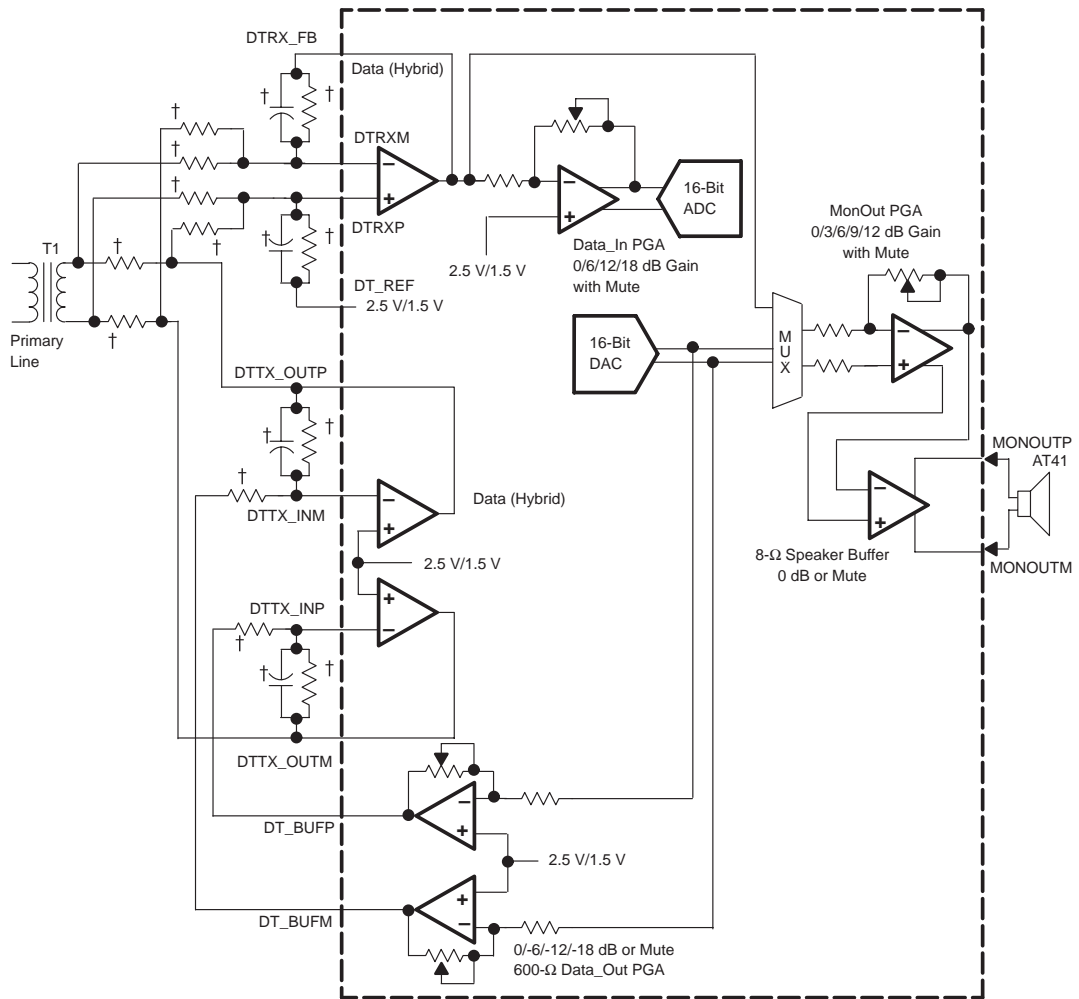 DTRX_FB
Data (Hybrid)
†
†
†
DTRXM
−
+
†
†
†
DTRXP
†
†
−
+
16-Bit
ADC
2.5 V/1.5 V
Data_In PGA
0/6/12/18 dB Gain
with Mute
MonOut PGA
0/3/6/9/12 dB Gain
with Mute
T1
†
†
Primary
Line
DT_REF
2.5 V/1.5 V
16-Bit
DAC
M
U
X
−
+
DTTX_OUTP
†
†
†
DTTX_INM
−
+
Data (Hybrid)
2.5 V/1.5 V
+
−
MONOUTP
AT41
−
+
8-Ω Speaker Buffer
0 dB or Mute
MONOUTM
DTTX_INP
†
†
†
DTTX_OUTM
DT_BUFP
−
+
2.5 V/1.5 V
+
−
DT_BUFM
0/-6/-12/-18 dB or Mute
600-Ω Data_Out PGA